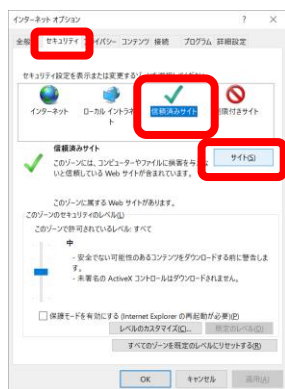 インターネット オプション
?
全般 セキュリティ プライバシー コンテンツ 接続 プログラム 詳細設定
セキュリティ設定を表示または変更するゾーンを
インターネット ローカル イントラネット 信頼済みサイト 制限付きサイト
信頼済みサイト
このゾーンには、コンピューターやファイルに損害を与えな
いと信頼している Web サイトが含まれています。
サイト(S)
このゾーンに属する Web サイトがあります。
このゾーンのセキュリティのレベル(L)
このゾーンで許可されているレベル: すべて
中
- 安全でない可能性のあるコンテンツをダウンロードする前に警告しま
す。
- 未署名の ActiveX コントロールはダウンロードされません。
保護モードを有効にする (Internet Explorer の再起動が必要)(P)
レベルのカスタマイズ(C)... 既定のレベル(D)
すべてのゾーンを既定のレベルにリセットする(R)
OK キャンセル 適用(A)